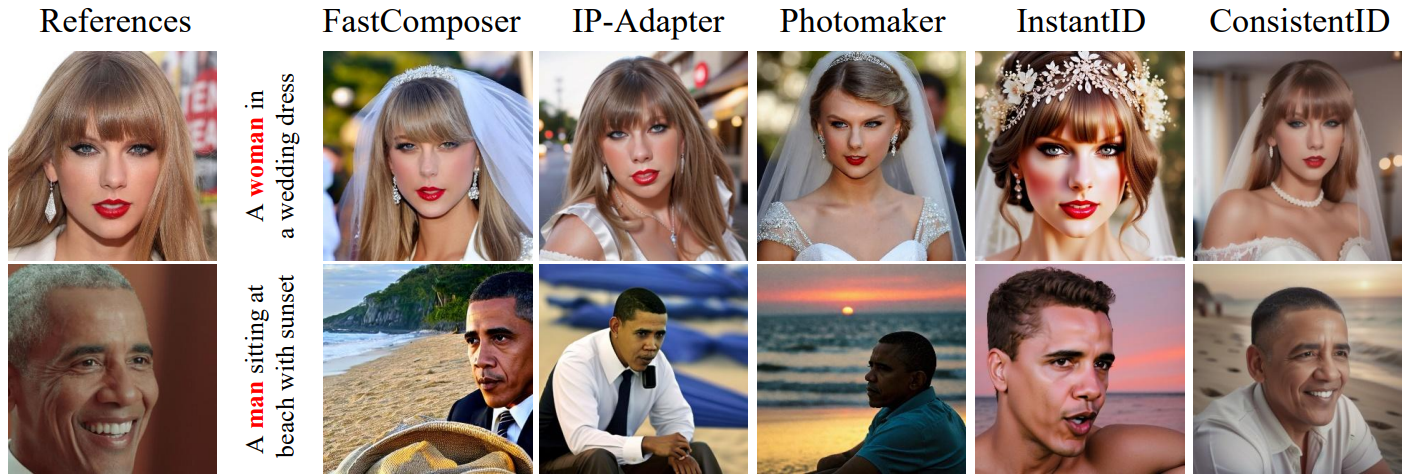 References FastComposer IP-Adapter Photomaker InstantID ConsistentID
A woman in
a wedding dress
A man sitting at
beach with sunset